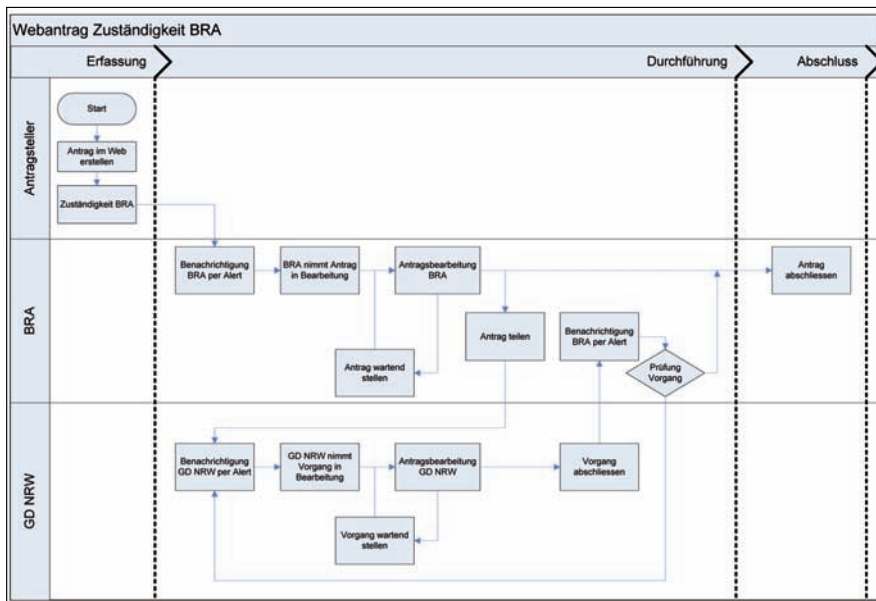 Webantrag Zuständigkeit BRA
Erfassung
Durchführung
Abschluss
Antragsteller
Start
Antrag im Web
erstellen
Zuständigkeit BRA
BRA
Benachrichtigung
BRA per Alert
BRA nimmt Antrag
in Bearbeitung
Antragsbearbeitung
BRA
Antrag
abschliessen
Antrag teilen
Benachrichtigung
BRA per Alert
Antrag wartend
stellen
Prüfung
Vorgang
GD NRW
Benachrichtigung
GD NRW per Alert
GD NRW nimmt
Vorgang in
Bearbeitung
Antragsbearbeitung
GD NRW
Vorgang
abschliessen
Vorgang wartend
stellen